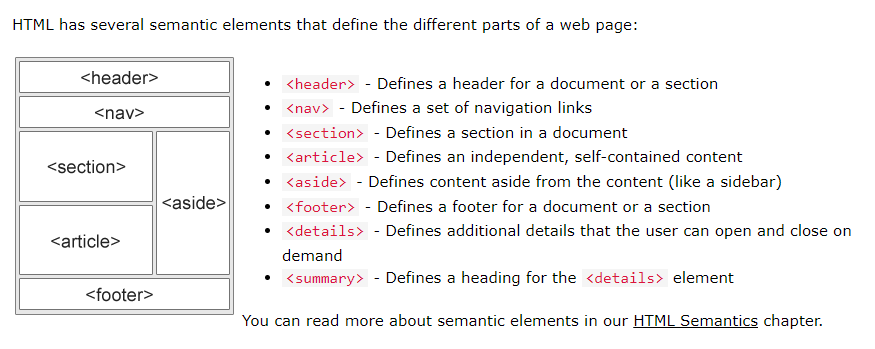 HTML has several semantic elements that define the different parts of a web page:
<header>
<nav>
<section>
<aside>
<article>
<footer>
• <header> - Defines a header for a document or a section
• <nav> - Defines a set of navigation links
• <section> - Defines a section in a document
• <article> - Defines an independent, self-contained content
• <aside> - Defines content aside from the content (like a sidebar)
• <footer> - Defines a footer for a document or a section
• <details> - Defines additional details that the user can open and close on
demand
• <summary> - Defines a heading for the <details> element
You can read more about semantic elements in our HTML Semantics chapter.